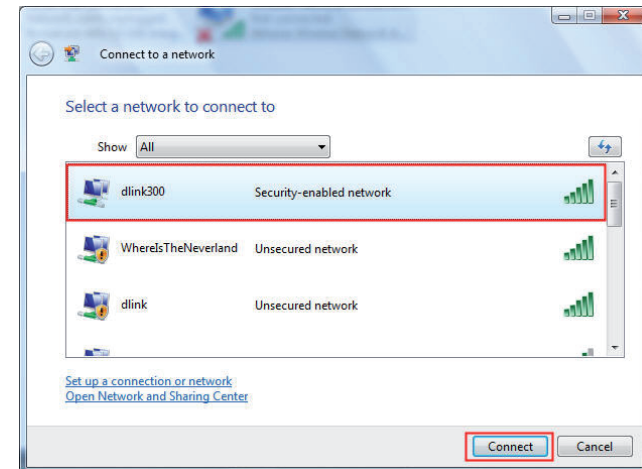 Connect to a network
Select a network to connect to
Show All
dlink300 Security-enabled network
WhereIsTheNeverland Unsecured network
dlink Unsecured network
Set up a connection or network
Open Network and Sharing Center
Connect Cancel